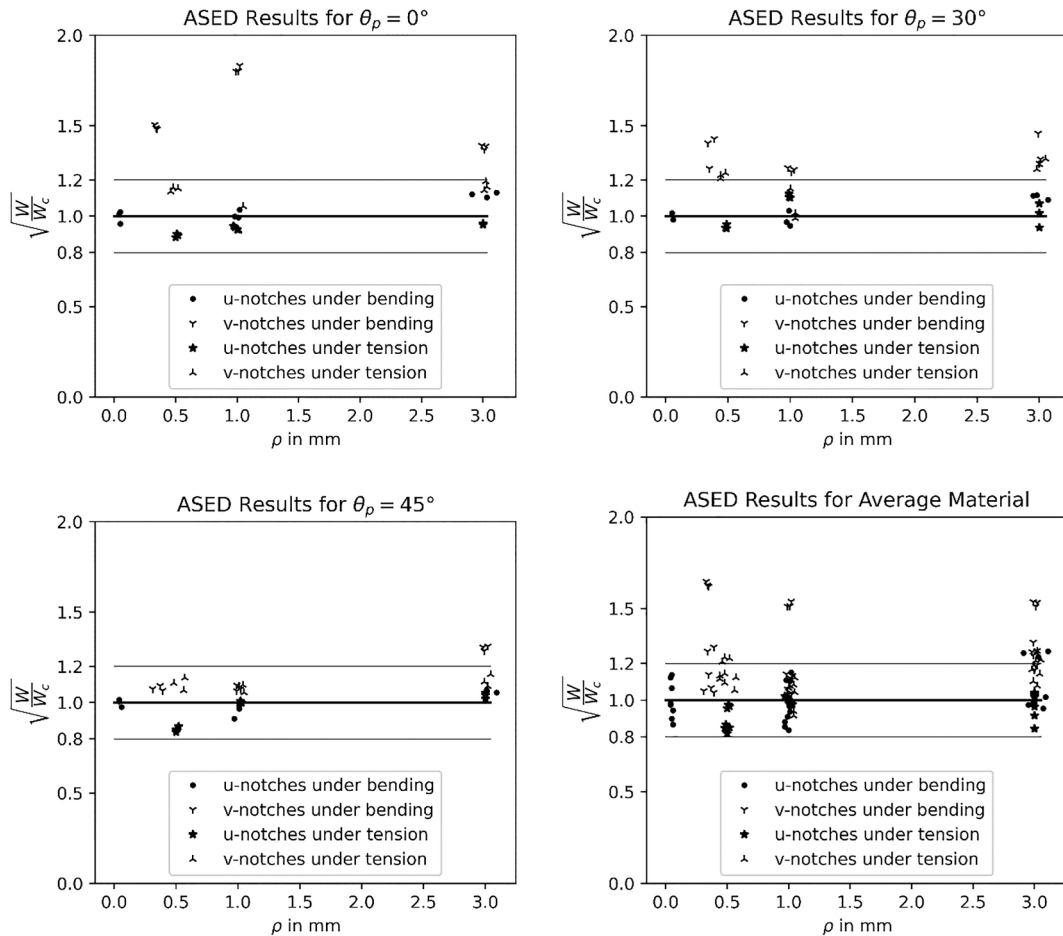 ASED Results for θp = 0°
2.0
1.5
1.2
1.0
0.8
0.5
0.0
√W/Wc
0.0 0.5 1.0 1.5 2.0 2.5 3.0
ρ in mm
u-notches under bending
v-notches under bending
u-notches under tension
v-notches under tension
ASED Results for θp = 30°
2.0
1.5
1.2
1.0
0.8
0.5
0.0
√W/Wc
0.0 0.5 1.0 1.5 2.0 2.5 3.0
ρ in mm
u-notches under bending
v-notches under bending
u-notches under tension
v-notches under tension
ASED Results for θp = 45°
2.0
1.5
1.2
1.0
0.8
0.5
0.0
√W/Wc
0.0 0.5 1.0 1.5 2.0 2.5 3.0
ρ in mm
u-notches under bending
v-notches under bending
u-notches under tension
v-notches under tension
ASED Results for Average Material
2.0
1.5
1.2
1.0
0.8
0.5
0.0
√W/Wc
0.0 0.5 1.0 1.5 2.0 2.5 3.0
ρ in mm
u-notches under bending
v-notches under bending
u-notches under tension
v-notches under tension